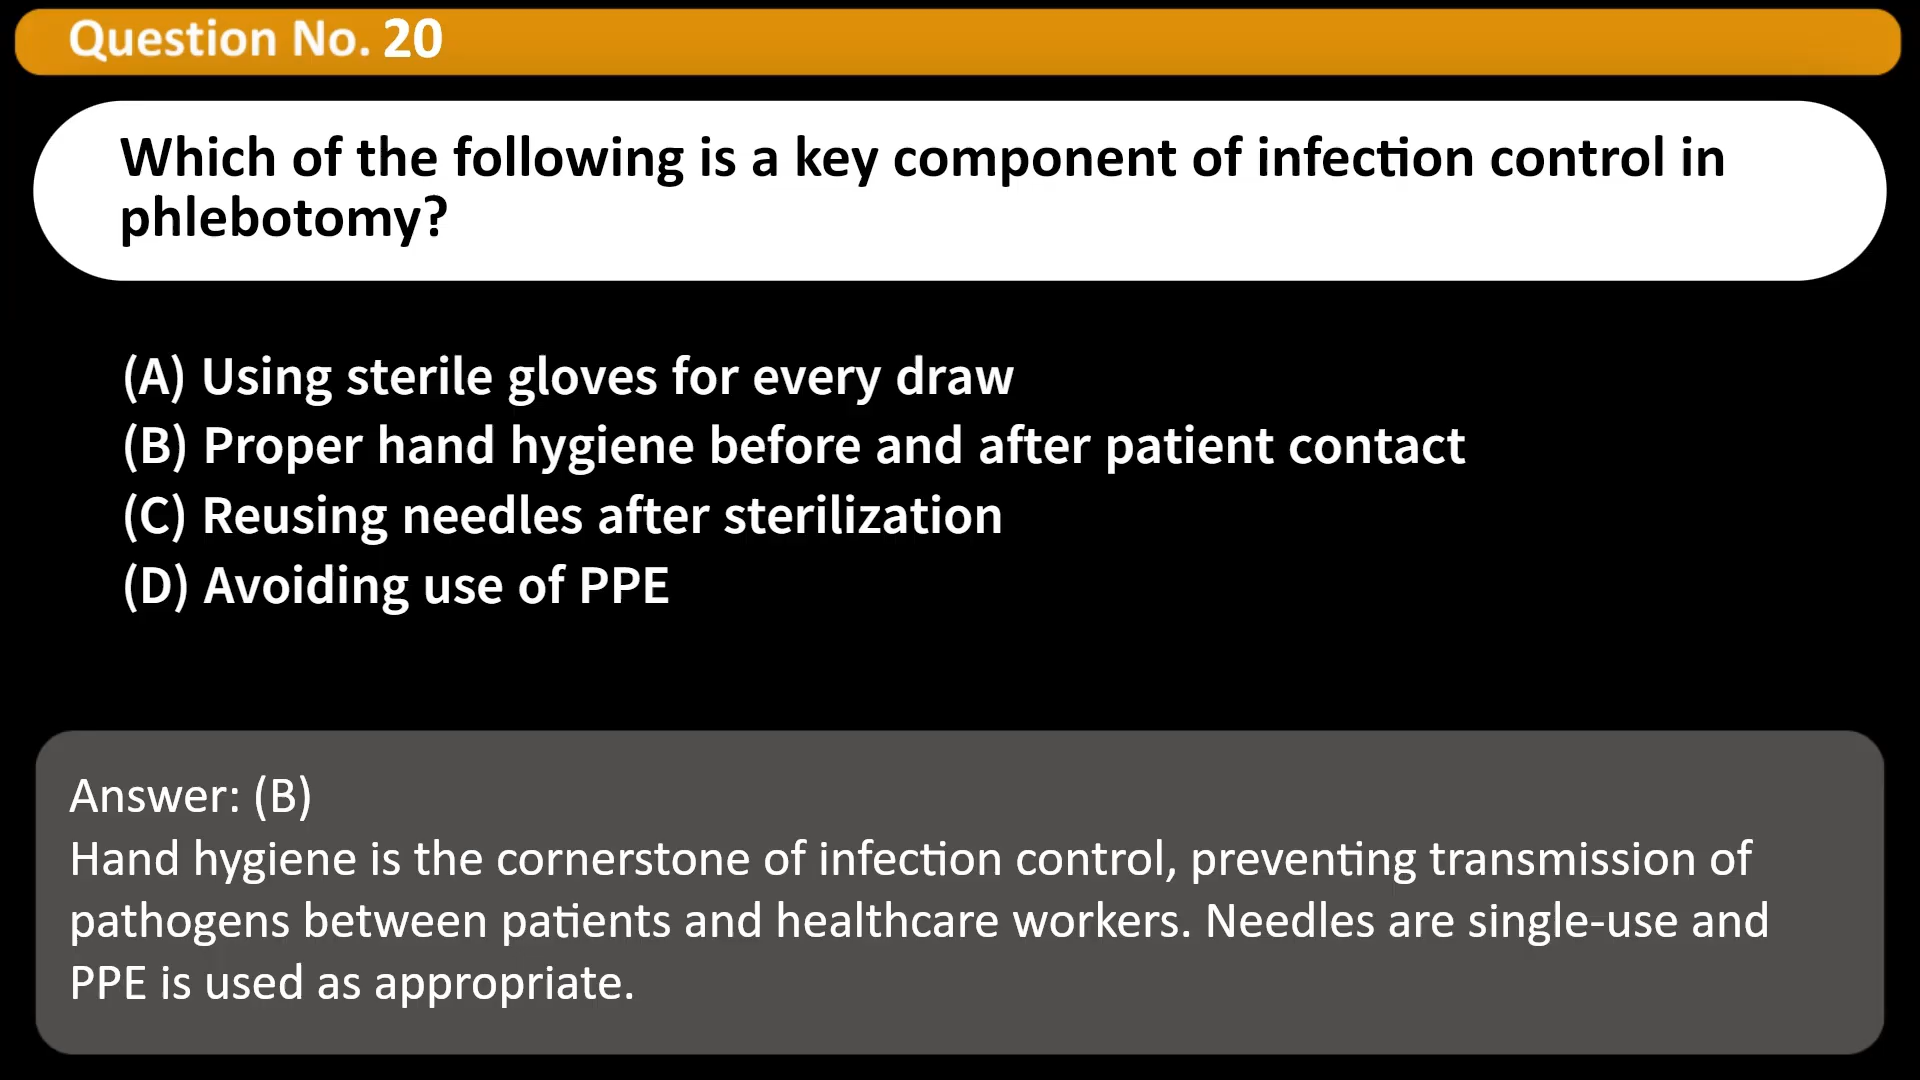 Question No. 20
Which of the following is a key component of infection control in
phlebotomy?
(A) Using sterile gloves for every draw
(B) Proper hand hygiene before and after patient contact
(C) Reusing needles after sterilization
(D) Avoiding use of PPE
Answer: (B)
Hand hygiene is the cornerstone of infection control, preventing transmission of
pathogens between patients and healthcare workers. Needles are single-use and
PPE is used as appropriate.